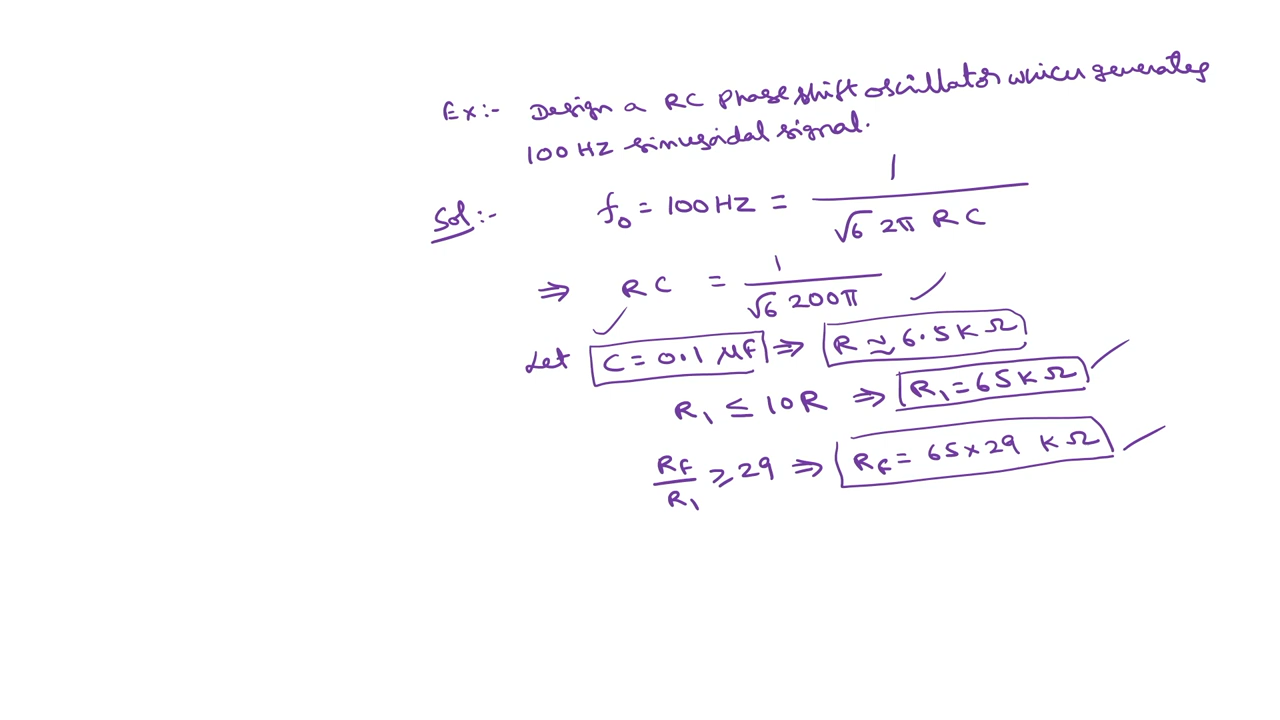 Ex:- Design a RC Phase shift oscillator which generates
100 HZ sinusoidal signal.
Sol:- f₀ = 100 HZ = 1 / √6 2π RC
⇒ RC = 1 / √6 200π ✓
Let C = 0.1 μF ✓ ⇒ R ≃ 6.5 K Ω
R₁ ≤ 10R ⇒ R₁ = 65 K Ω ✓
RF / R₁ ≥ 29 ⇒ RF = 65 × 29 K Ω ✓